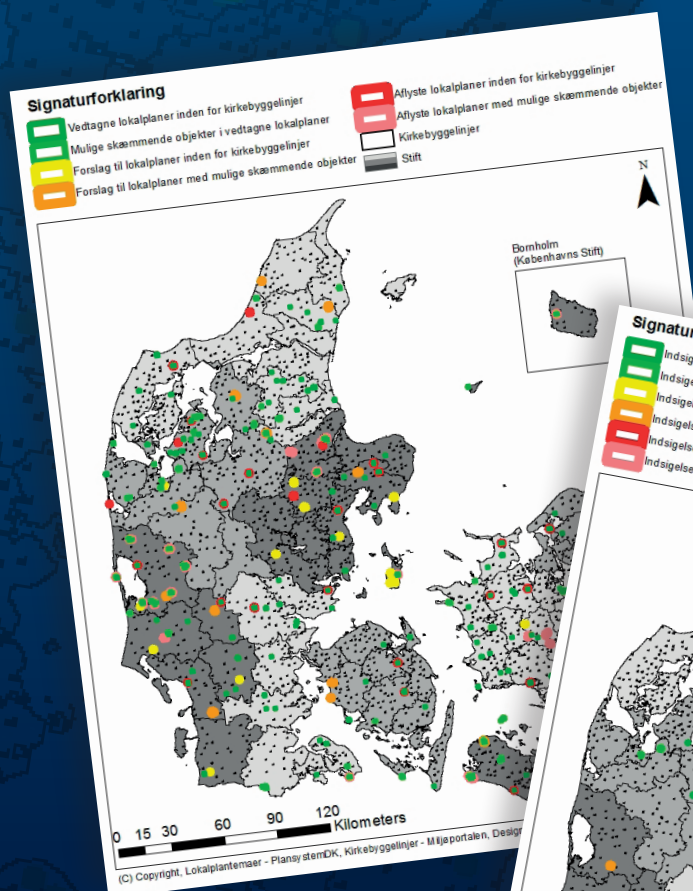 Signaturforklaring
Vedtagne lokalplaner inden for kirkebyggelinjer
Mulige skæmmende objekter i vedtagne lokalplaner
Forslag til lokalplaner inden for kirkebyggelinjer
Forslag til lokalplaner med mulige skæmmende objekter
Aflyste lokalplaner inden for kirkebyggelinjer
Aflyste lokalplaner med mulige skæmmende objekter
Kirkebyggelinjer
Stift
N
Bornholm
(Københavns Stift)
0 15 30 60 90 120
Kilometers
(C) Copyright, Lokalplantemaer - PlansystemDK, Kirkebyggelinjer - Miljøportalen, Design
Signatur
Indsig
Indsige
Indsigel
Indsigels
Indsigelse
Indsigelse